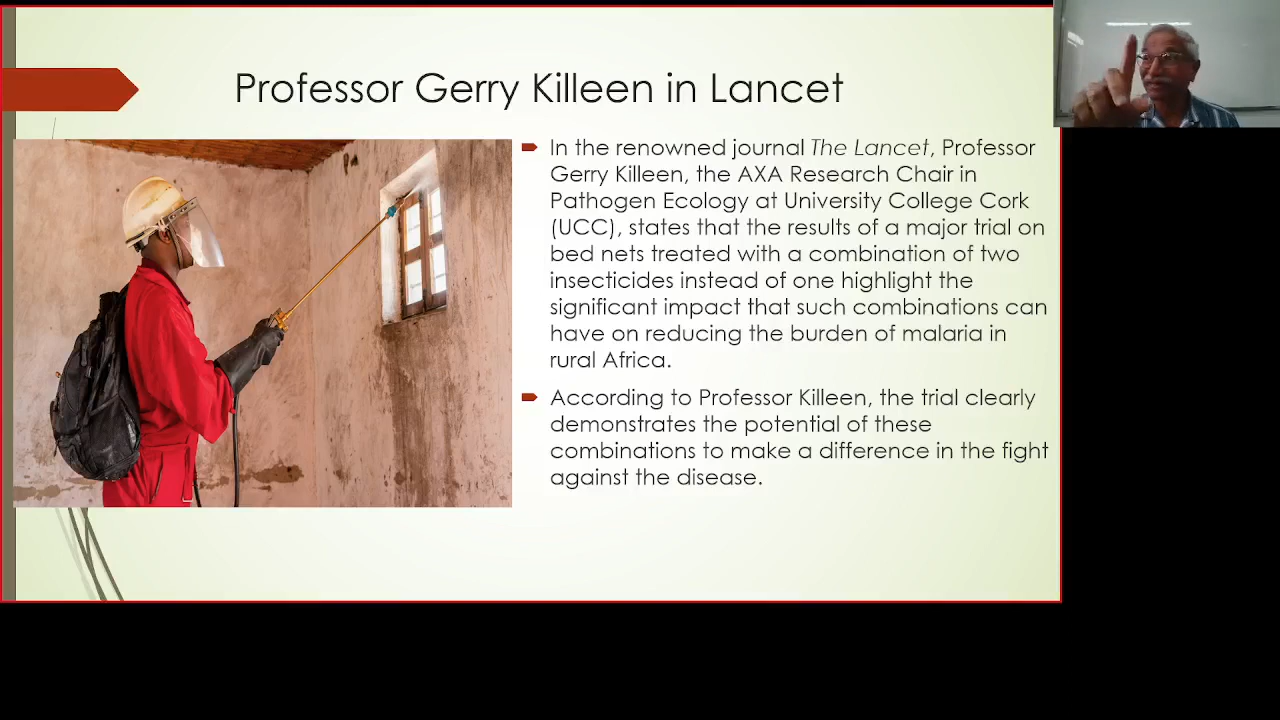 Professor Gerry Killeen in Lancet
In the renowned journal The Lancet, Professor
Gerry Killeen, the AXA Research Chair in
Pathogen Ecology at University College Cork
(UCC), states that the results of a major trial on
bed nets treated with a combination of two
insecticides instead of one highlight the
significant impact that such combinations can
have on reducing the burden of malaria in
rural Africa.
According to Professor Killeen, the trial clearly
demonstrates the potential of these
combinations to make a difference in the fight
against the disease.